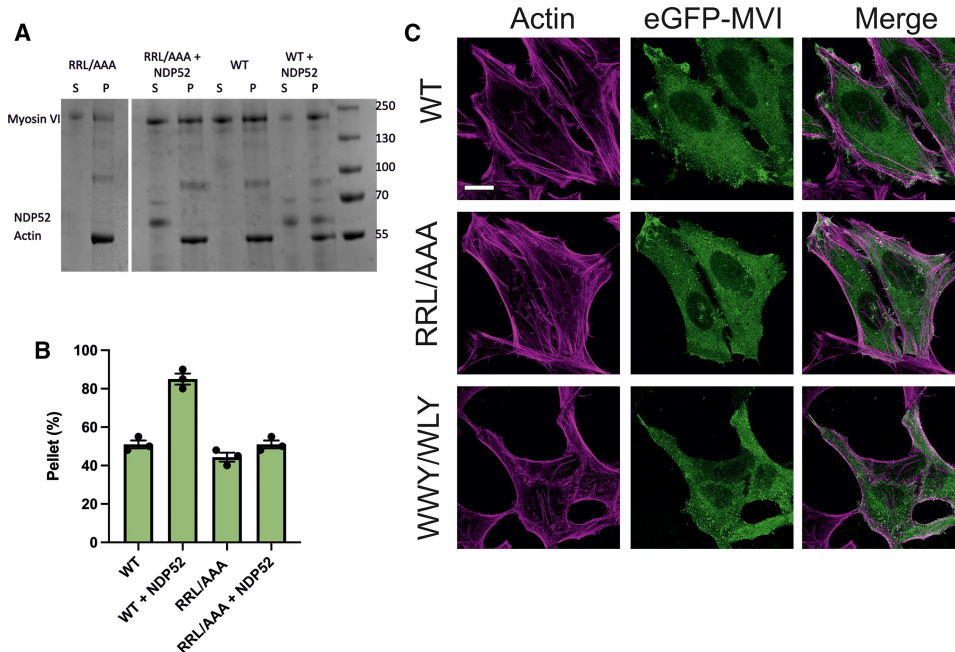 A
RRL/AAA
RRL/AAA +
NDP52
WT
WT +
NDP52
S P S P S P S P
Myosin VI
NDP52
Actin
250
130
100
70
55
B
Pellet (%)
100
80
60
40
20
0
WT
WT + NDP52
RRL/AAA
RRL/AAA + NDP52
C
Actin eGFP-MVI Merge
WT
RRL/AAA
WWY/WLY